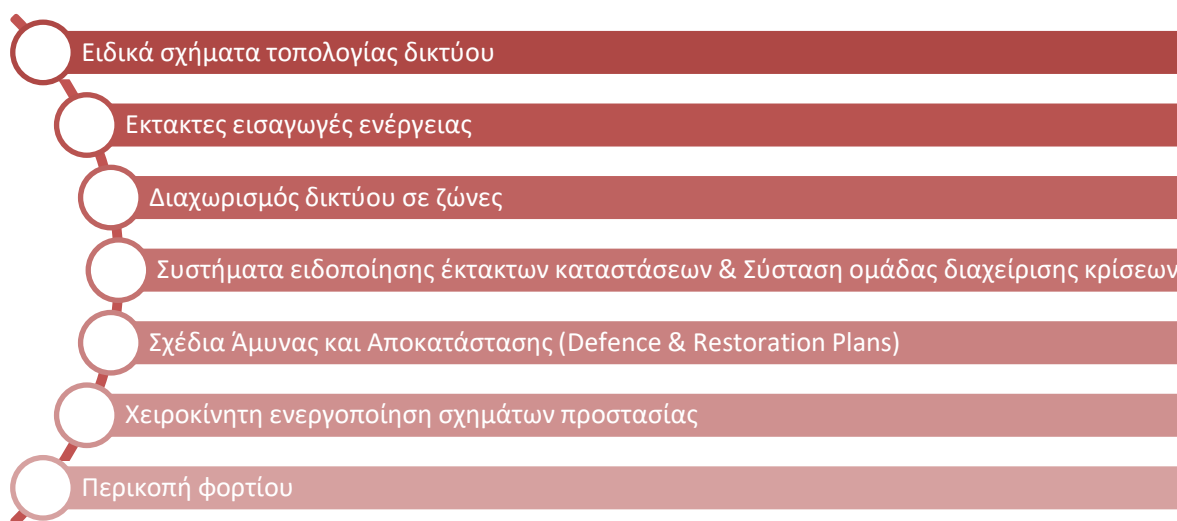 Ειδικά σχήματα τοπολογίας δικτύου
Εκτακτες εισαγωγές ενέργειας
Διαχωρισμός δικτύου σε ζώνες
Συστήματα ειδοποίησης έκτακτων καταστάσεων & Σύσταση ομάδας διαχείρισης κρίσεων
Σχέδια Άμυνας και Αποκατάστασης (Defence & Restoration Plans)
Χειροκίνητη ενεργοποίηση σχημάτων προστασίας
Περικοπή φορτίου